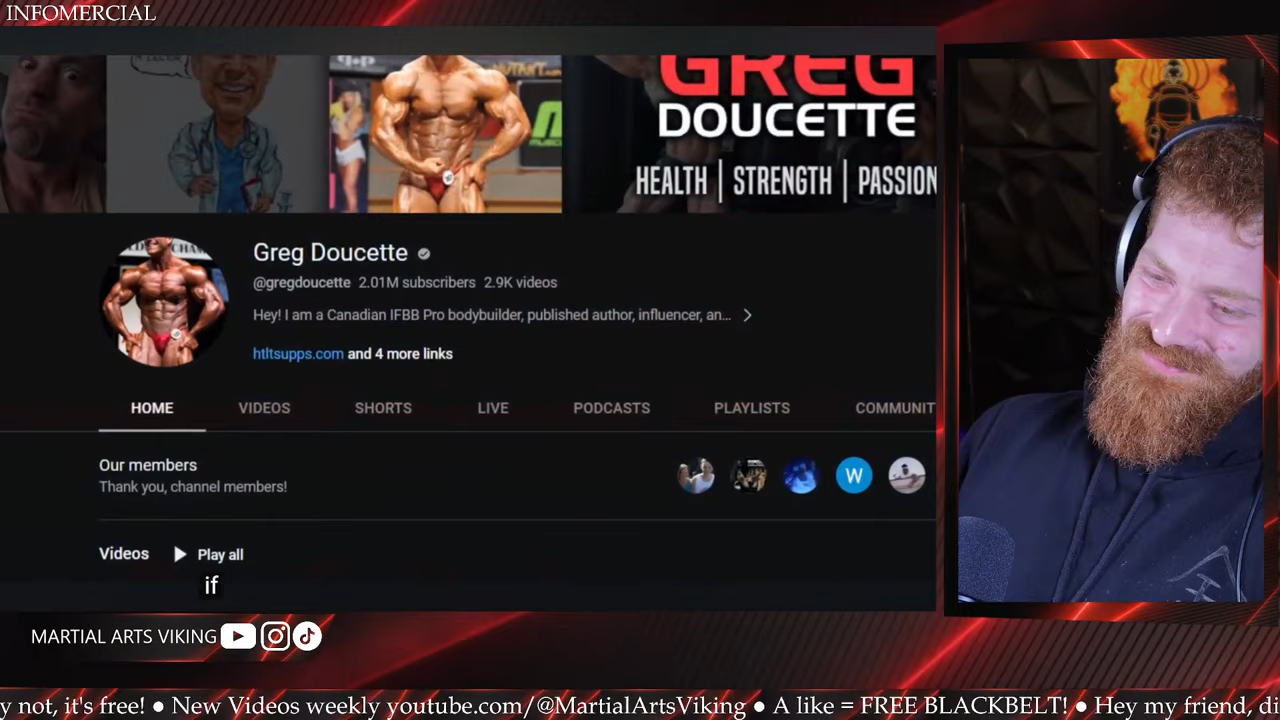 INFOMERCIAL
GREG
DOUCETTE
HEALTH | STRENGTH | PASSION
Greg Doucette
@gregdoucette 2.01M subscribers 2.9K videos
Hey! I am a Canadian IFBB Pro bodybuilder, published author, influencer, an...
htltsupps.com and 4 more links
HOME VIDEOS SHORTS LIVE PODCASTS PLAYLISTS COMMUNIT
Our members
Thank you, channel members!
W
Videos Play all
if
MARTIAL ARTS VIKING
y not, it's free! ● New Videos weekly youtube.com/@MartialArtsViking ● A like = FREE BLACKBELT! ● Hey my friend, di